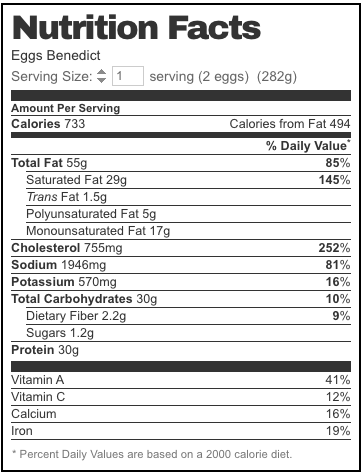 Nutrition Facts
Eggs Benedict
Serving Size: 1 serving (2 eggs) (282g)
Amount Per Serving
Calories 733 Calories from Fat 494
% Daily Value*
Total Fat 55g 85%
Saturated Fat 29g 145%
Trans Fat 1.5g
Polyunsaturated Fat 5g
Monounsaturated Fat 17g
Cholesterol 755mg 252%
Sodium 1946mg 81%
Potassium 570mg 16%
Total Carbohydrates 30g 10%
Dietary Fiber 2.2g 9%
Sugars 1.2g
Protein 30g
Vitamin A 41%
Vitamin C 12%
Calcium 16%
Iron 19%
* Percent Daily Values are based on a 2000 calorie diet.